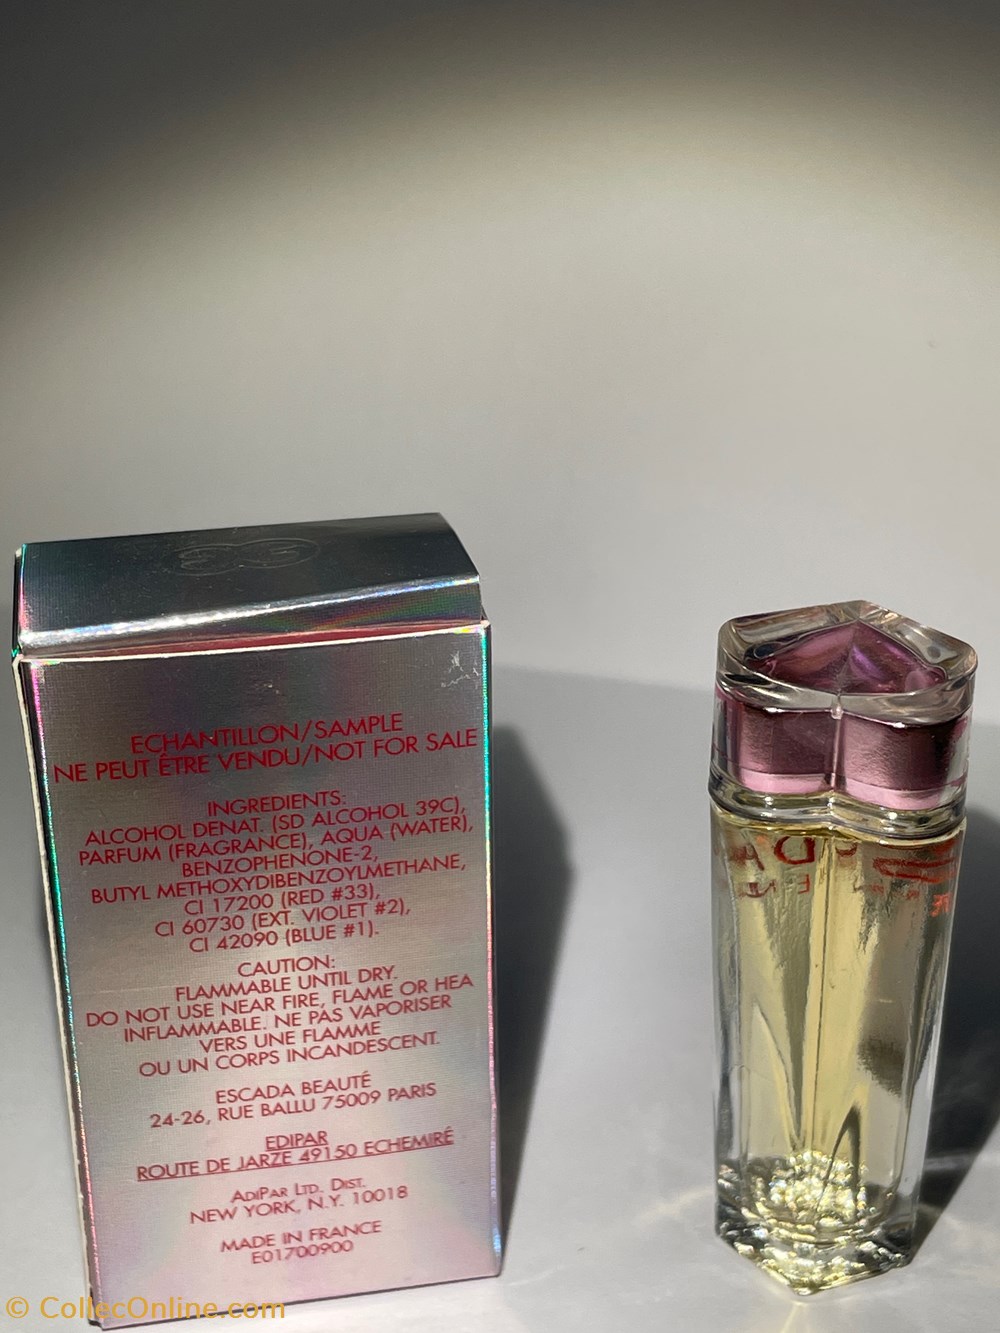 ECHANTILLON/SAMPLE
NE PEUT ÊTRE VENDU/NOT FOR SALE
INGREDIENTS:
ALCOHOL DENAT. (SD ALCOHOL 39C),
PARFUM (FRAGRANCE), AQUA (WATER),
BENZOPHENONE-2,
BUTYL METHOXYDIBENZOYLMETHANE,
CI 17200 (RED #33),
CI 60730 (EXT. VIOLET #2),
CI 42090 (BLUE #1).
CAUTION:
FLAMMABLE UNTIL DRY.
DO NOT USE NEAR FIRE, FLAME OR HEA
INFLAMMABLE. NE PAS VAPORISER
VERS UNE FLAMME
OU UN CORPS INCANDESCENT.
ESCADA BEAUTÉ
24-26, RUE BALLU 75009 PARIS
EDIPAR
ROUTE DE JARZE 49150 ECHEMIRÉ
ADIPAR LTD. DIST.
NEW YORK, N.Y. 10018
MADE IN FRANCE
E01700900
© CollecOnline.com